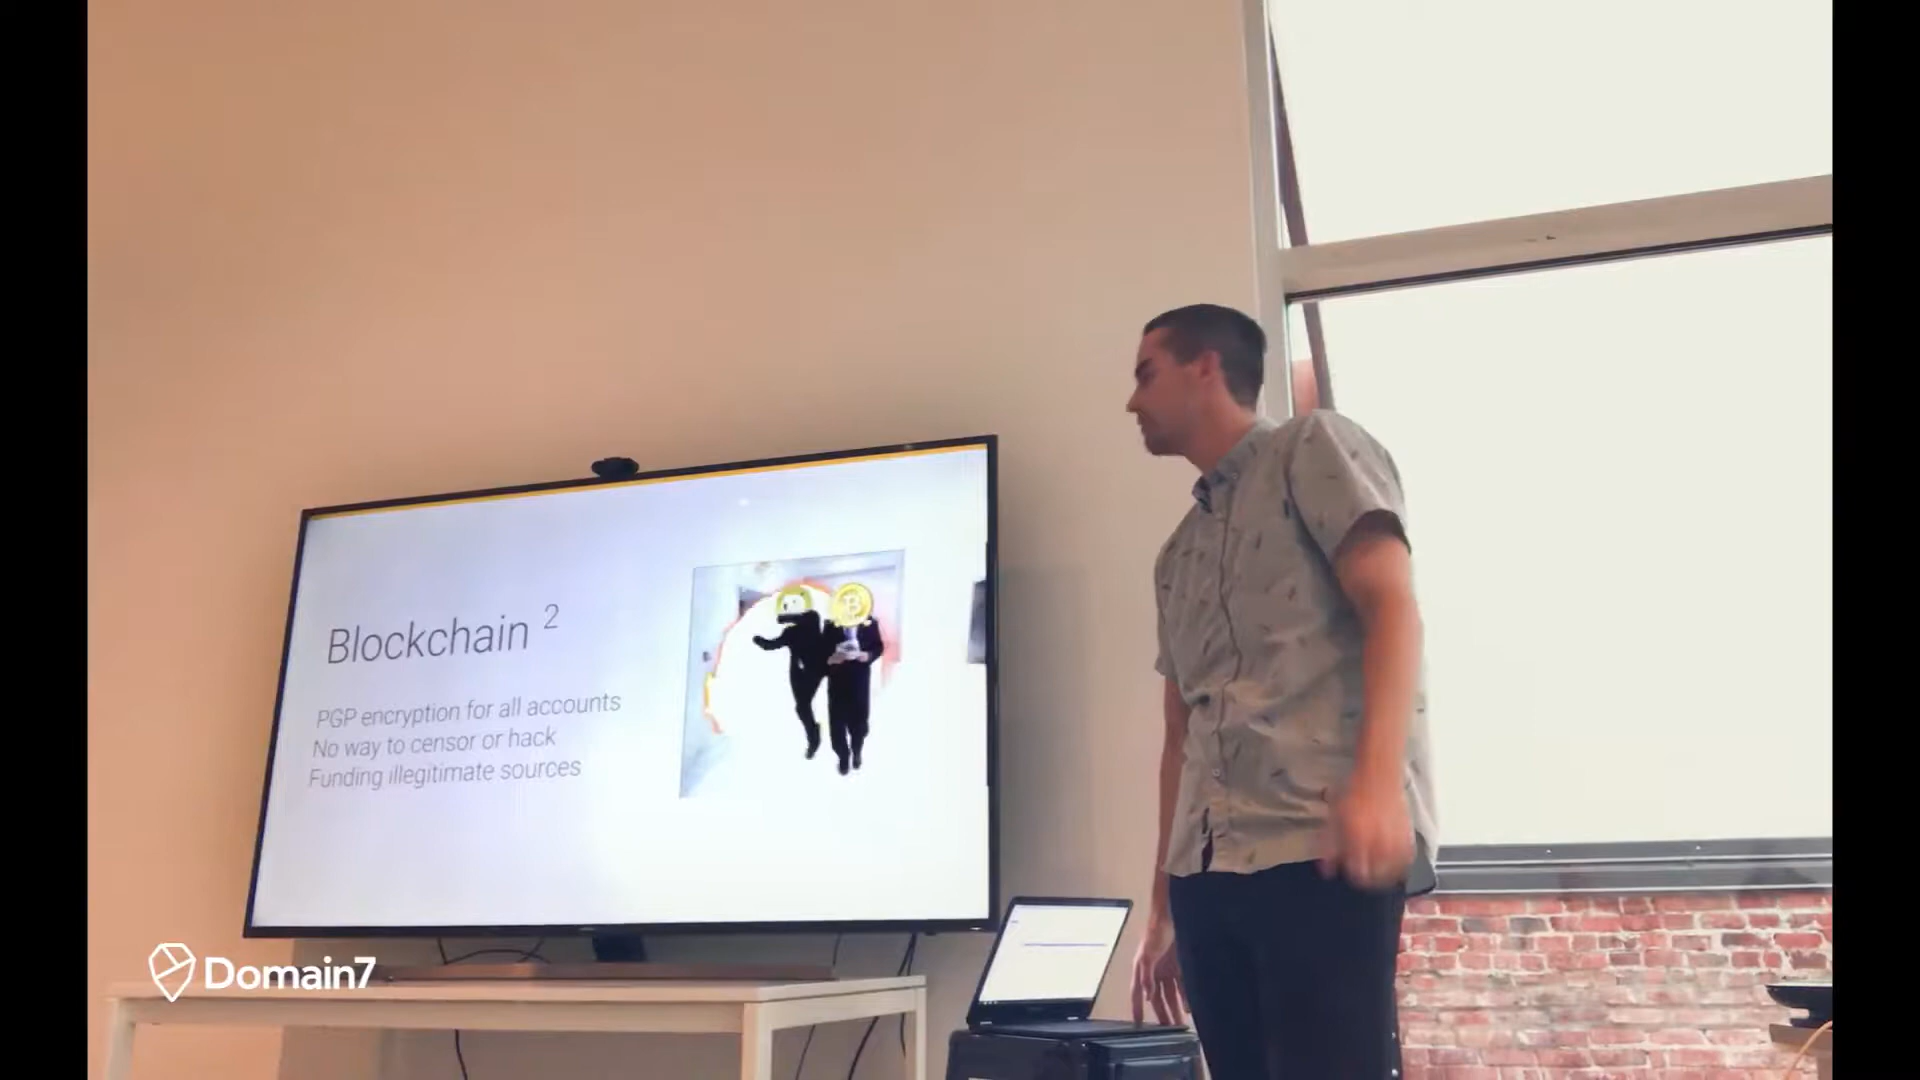 Blockchain 2
PGP encryption for all accounts
No way to censor or hack
Funding illegitimate sources
B
Domain7